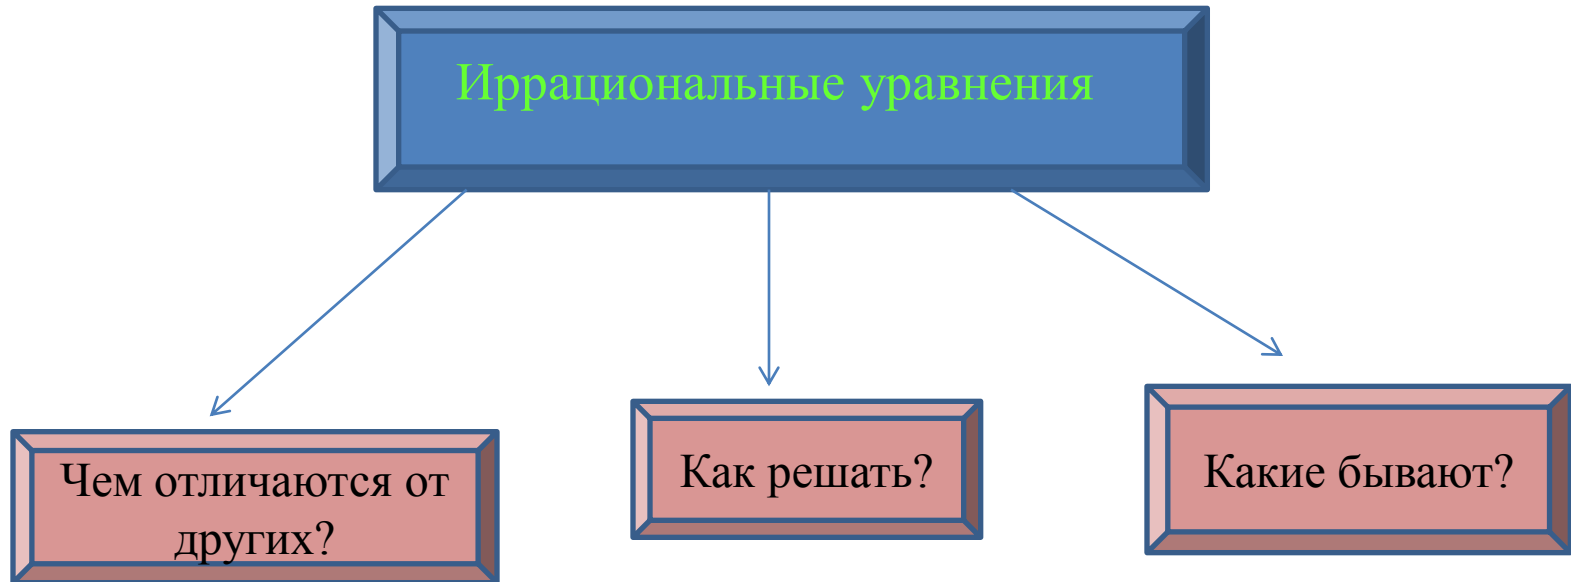 Иррациональные уравнения
Чем отличаются от
других?
Как решать?
Какие бывают?